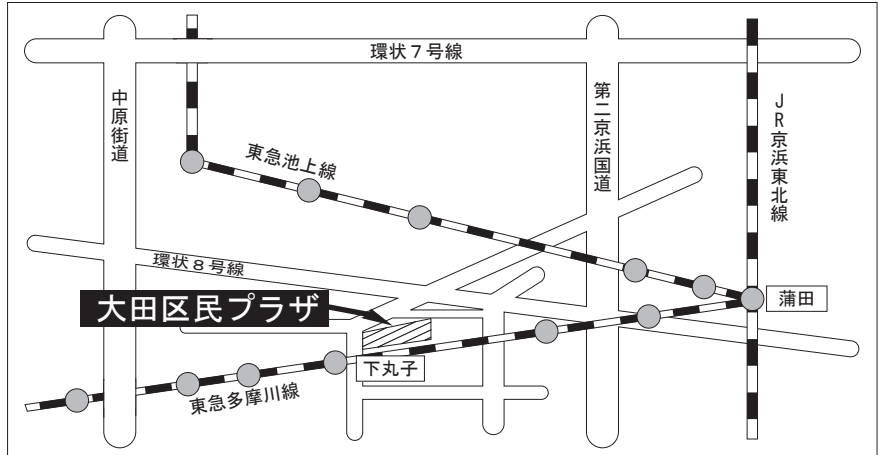 環状7号線
中原街道
第二京浜国道
JR京浜東北線
東急池上線
環状8号線
大田区民プラザ
蒲田
下丸子
東急多摩川線